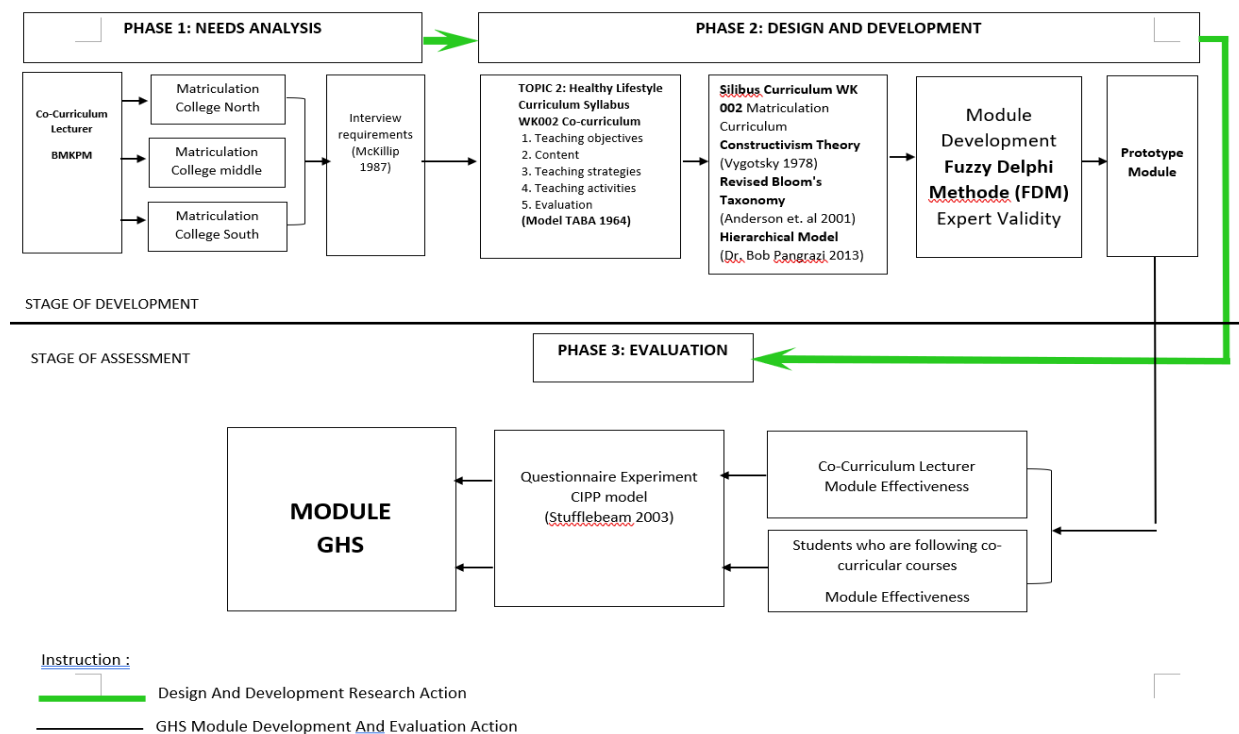 PHASE 1: NEEDS ANALYSIS
PHASE 2: DESIGN AND DEVELOPMENT
Co-Curriculum
Lecturer
BMKPM
Matriculation
College North
Matriculation
College middle
Matriculation
College South
Interview
requirements
(McKillip
1987)
TOPIC 2: Healthy Lifestyle
Curriculum Syllabus
WK002 Co-curriculum
1. Teaching objectives
2. Content
3. Teaching strategies
4. Teaching activities
5. Evaluation
(Model TABA 1964)
Silibus Curriculum WK
002 Matriculation
Curriculum
Constructivism Theory
(Vygotsky 1978)
Revised Bloom's
Taxonomy
(Anderson et. al 2001)
Hierarchical Model
(Dr. Bob Pangrazi 2013)
Module
Development
Fuzzy Delphi
Methode (FDM)
Expert Validity
Prototype
Module
STAGE OF DEVELOPMENT
STAGE OF ASSESSMENT
PHASE 3: EVALUATION
MODULE
GHS
Questionnaire Experiment
CIPP model
(Stufflebeam 2003)
Co-Curriculum Lecturer
Module Effectiveness
Students who are following co-
curricular courses
Module Effectiveness
Instruction :
Design And Development Research Action
GHS Module Development And Evaluation Action